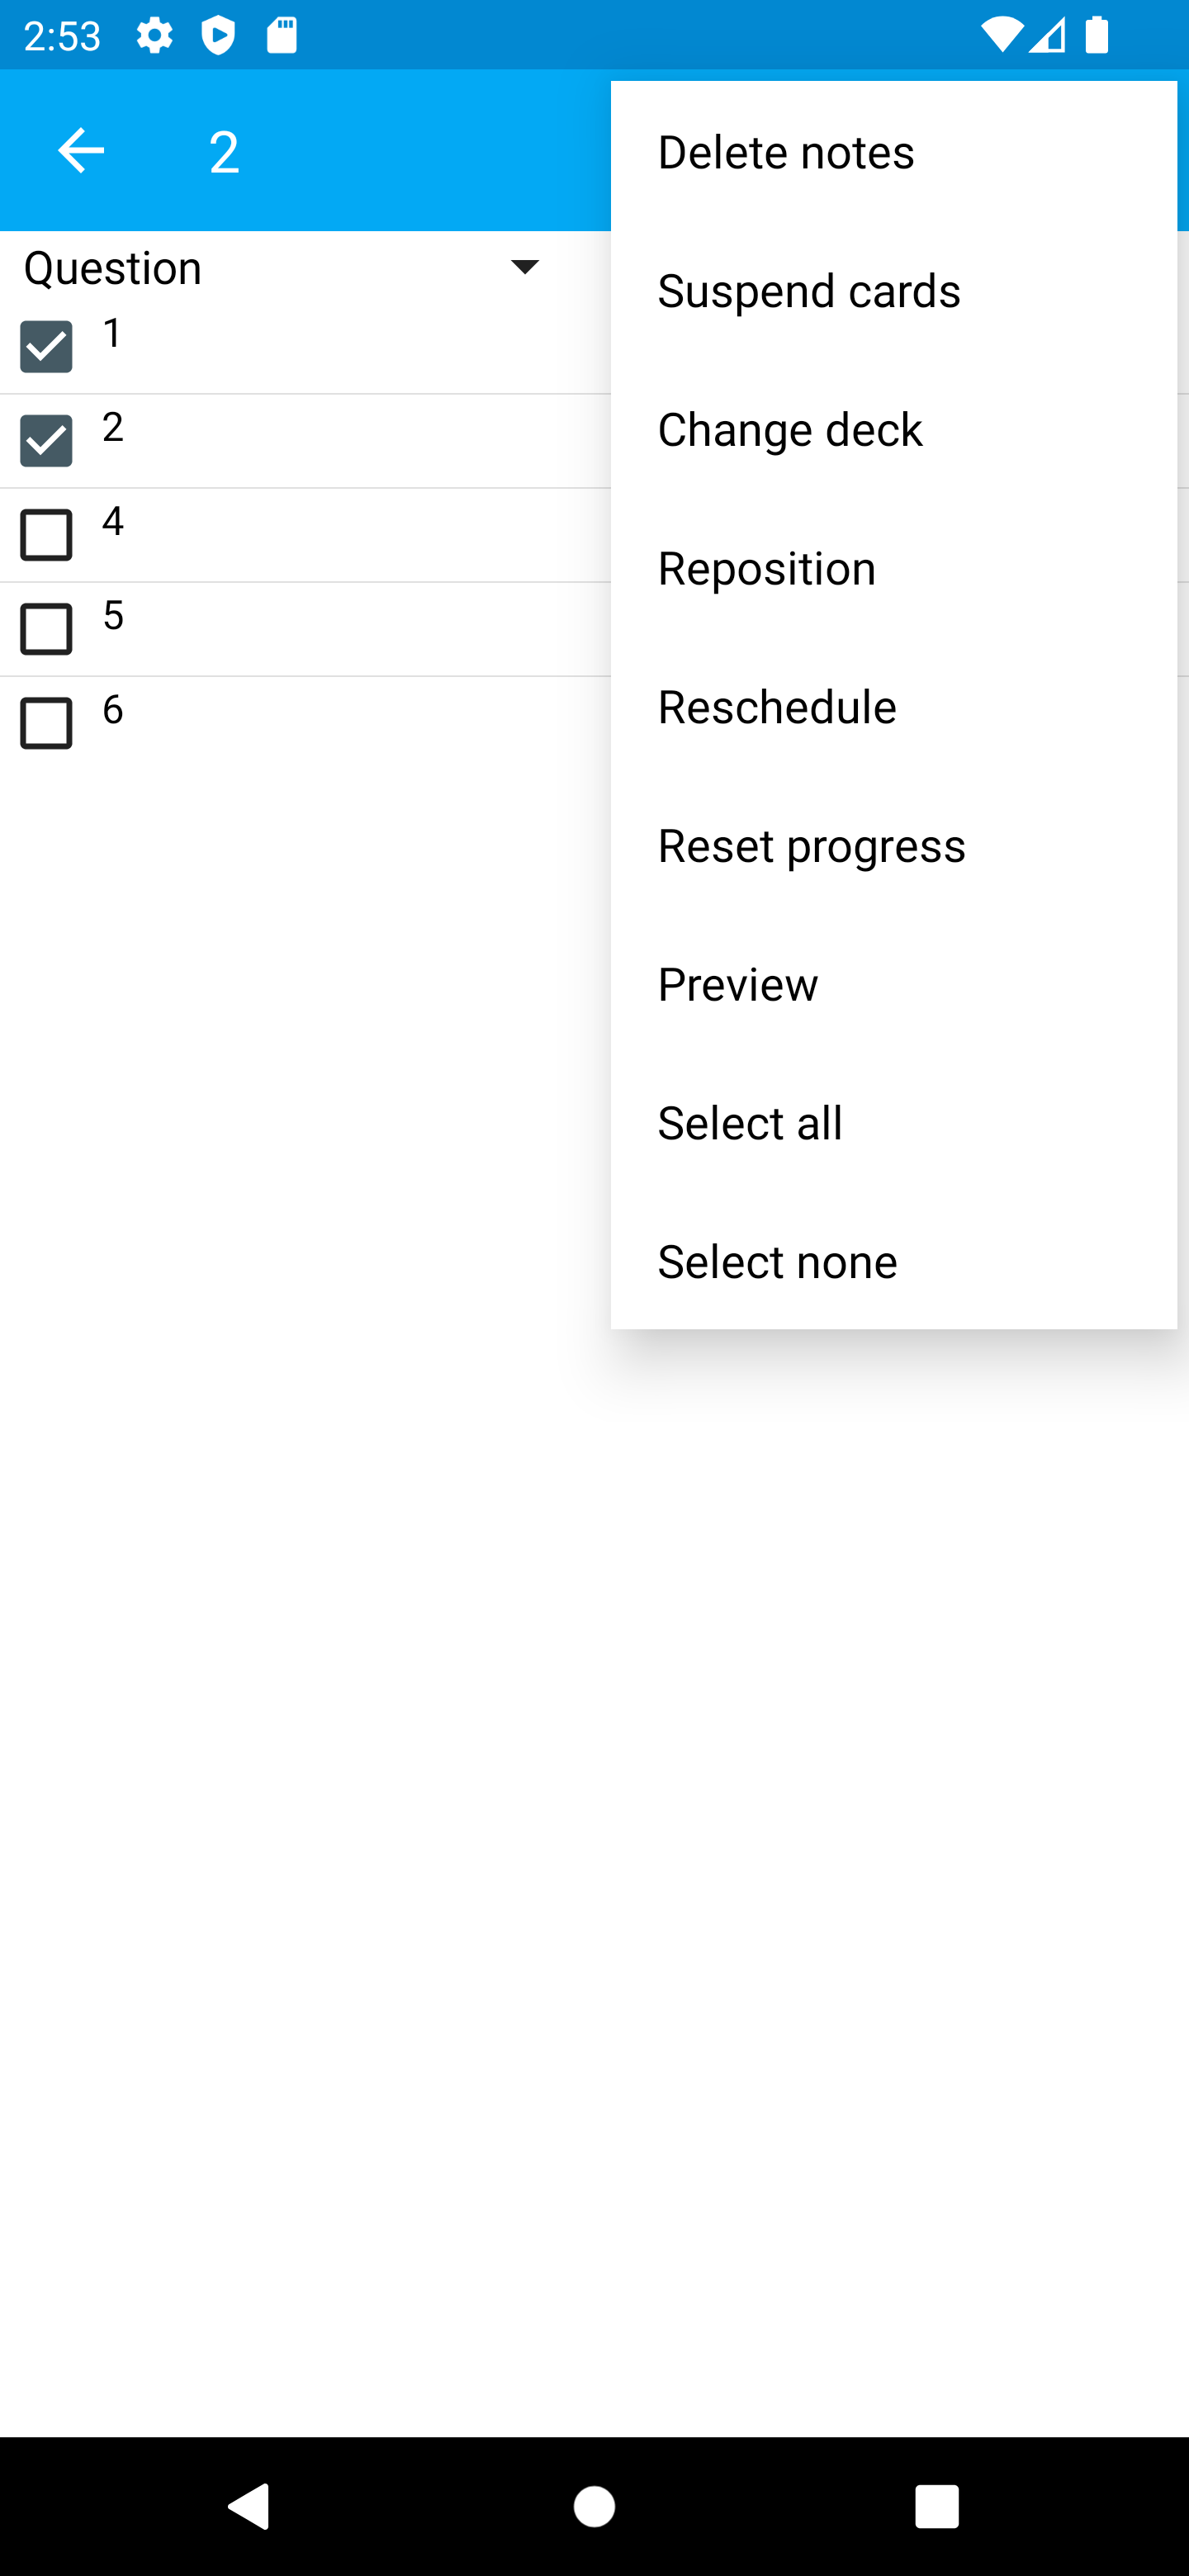 2:53
2
Question
1
2
4
5
6
Delete notes
Suspend cards
Change deck
Reposition
Reschedule
Reset progress
Preview
Select all
Select none